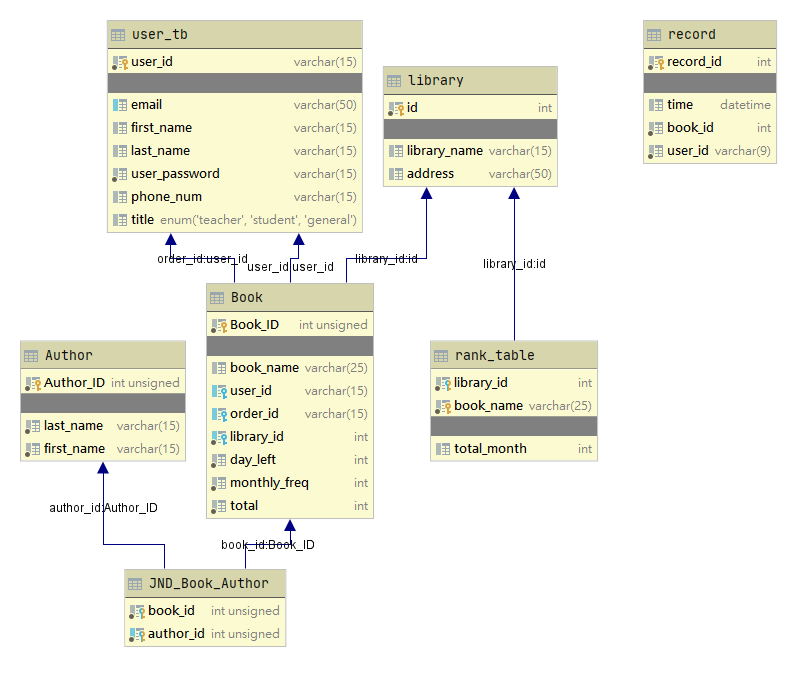 user_tb
user_id varchar(15)
email varchar(50)
first_name varchar(15)
last_name varchar(15)
user_password varchar(15)
phone_num varchar(15)
title enum('teacher', 'student', 'general')
library
id int
library_name varchar(15)
address varchar(50)
record
record_id int
time datetime
book_id int
user_id varchar(9)
order_id:user_id
user_id:user_id
library_id:id
library_id:id
Book
Book_ID int unsigned
book_name varchar(25)
user_id varchar(15)
order_id varchar(15)
library_id int
day_left int
monthly_freq int
total int
Author
Author_ID int unsigned
last_name varchar(15)
first_name varchar(15)
rank_table
library_id int
book_name varchar(25)
total_month int
author_id:Author_ID
book_id:Book_ID
JND_Book_Author
book_id int unsigned
author_id int unsigned